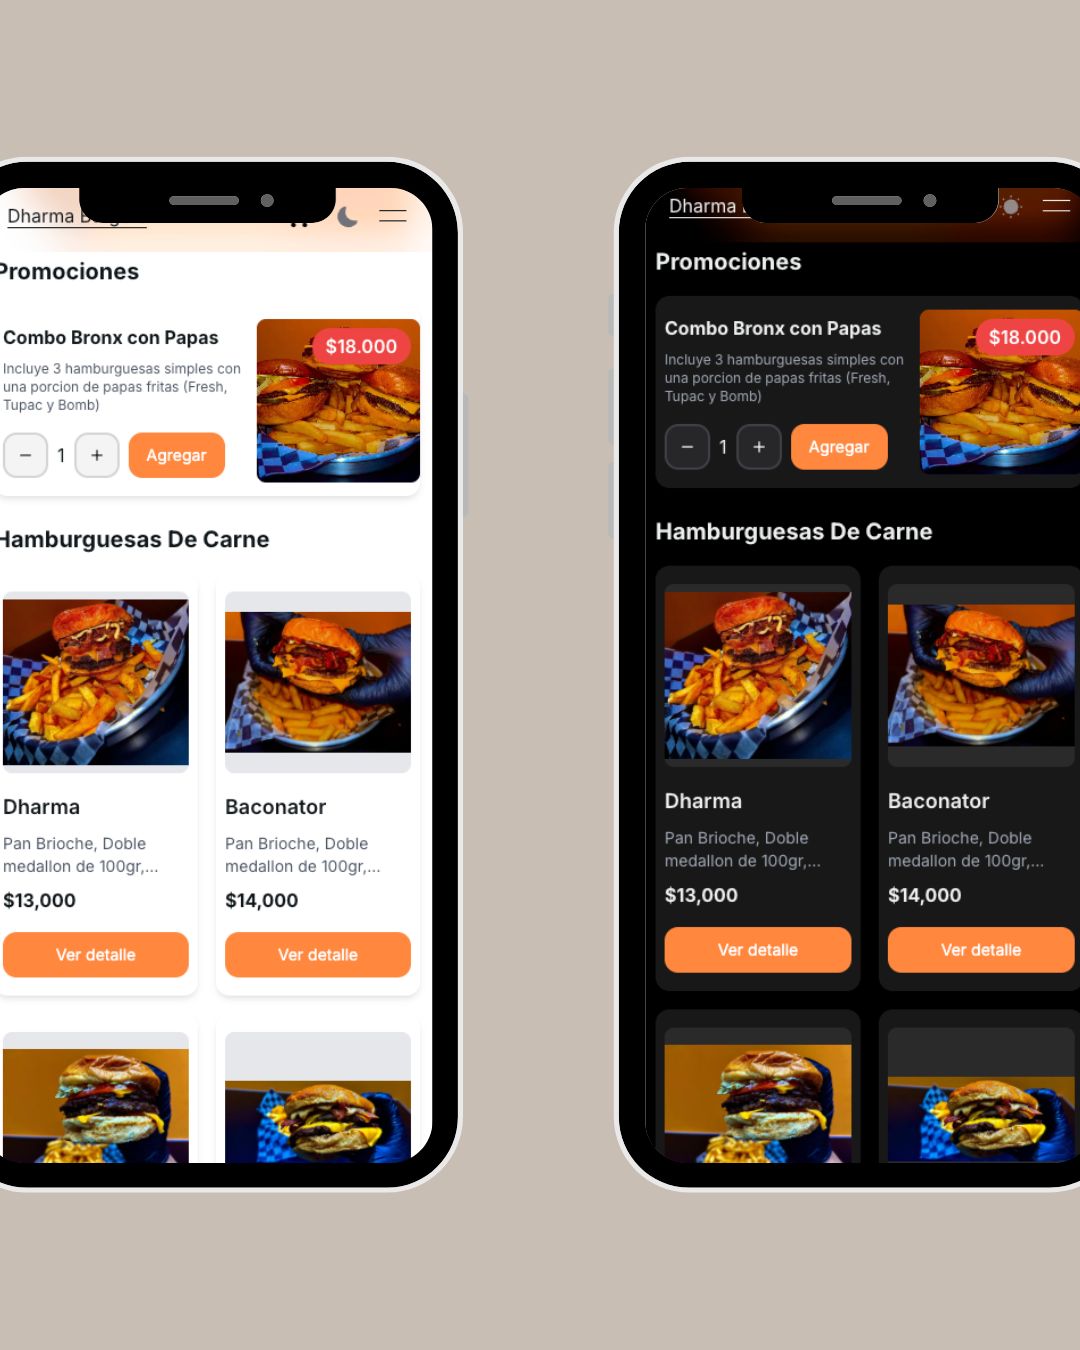 Dharma
Promociones
Combo Bronx con Papas
Incluye 3 hamburguesas simples con
una porcion de papas fritas (Fresh,
Tupac y Bomb)
$18.000
− 1 + Agregar
Hamburguesas De Carne
Dharma
Pan Brioche, Doble
medallon de 100gr,...
$13,000
Ver detalle
Baconator
Pan Brioche, Doble
medallon de 100gr,...
$14,000
Ver detalle
Dharma
Promociones
Combo Bronx con Papas
Incluye 3 hamburguesas simples con
una porcion de papas fritas (Fresh,
Tupac y Bomb)
$18.000
− 1 + Agregar
Hamburguesas De Carne
Dharma
Pan Brioche, Doble
medallon de 100gr,...
$13,000
Ver detalle
Baconator
Pan Brioche, Doble
medallon de 100gr,...
$14,000
Ver detalle